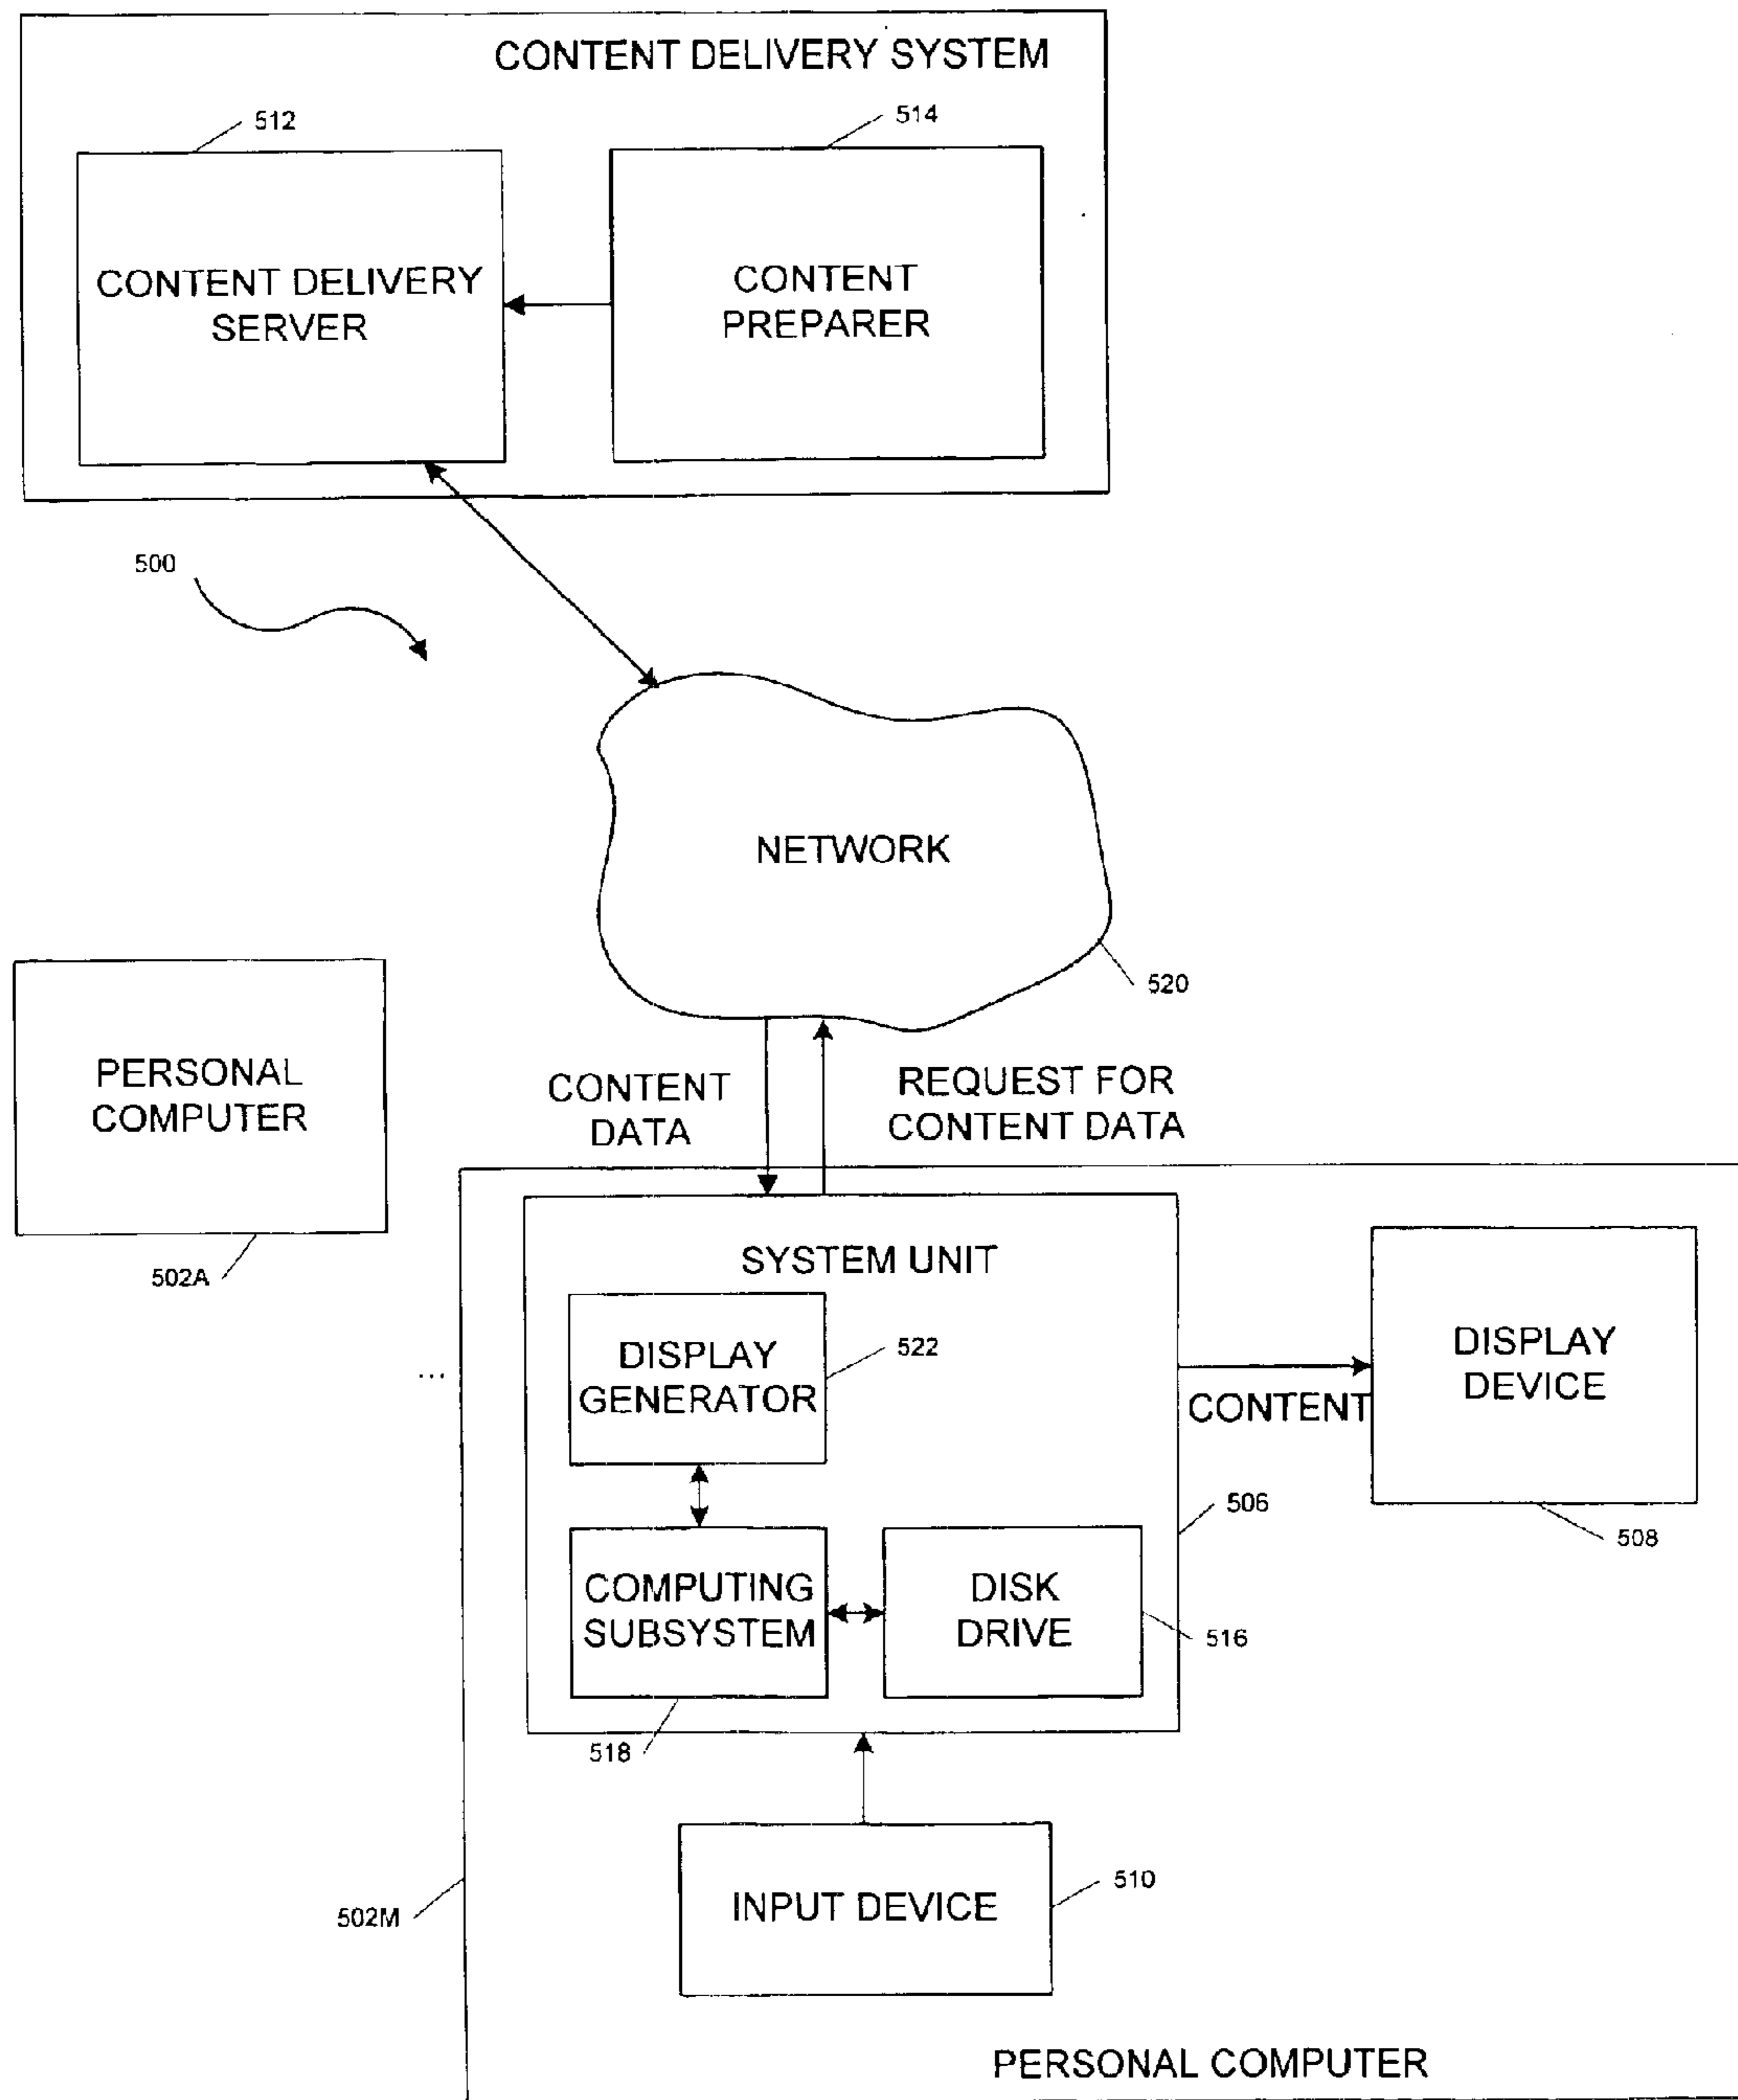 CONTENT DELIVERY SYSTEM
512
514
CONTENT DELIVERY
SERVER
CONTENT
PREPARER
500
NETWORK
520
PERSONAL
COMPUTER
502A
CONTENT
DATA
REQUEST FOR
CONTENT DATA
SYSTEM UNIT
DISPLAY
GENERATOR
522
DISPLAY
DEVICE
...
CONTENT
506
508
COMPUTING
SUBSYSTEM
DISK
DRIVE
516
518
INPUT DEVICE
510
502M
PERSONAL COMPUTER